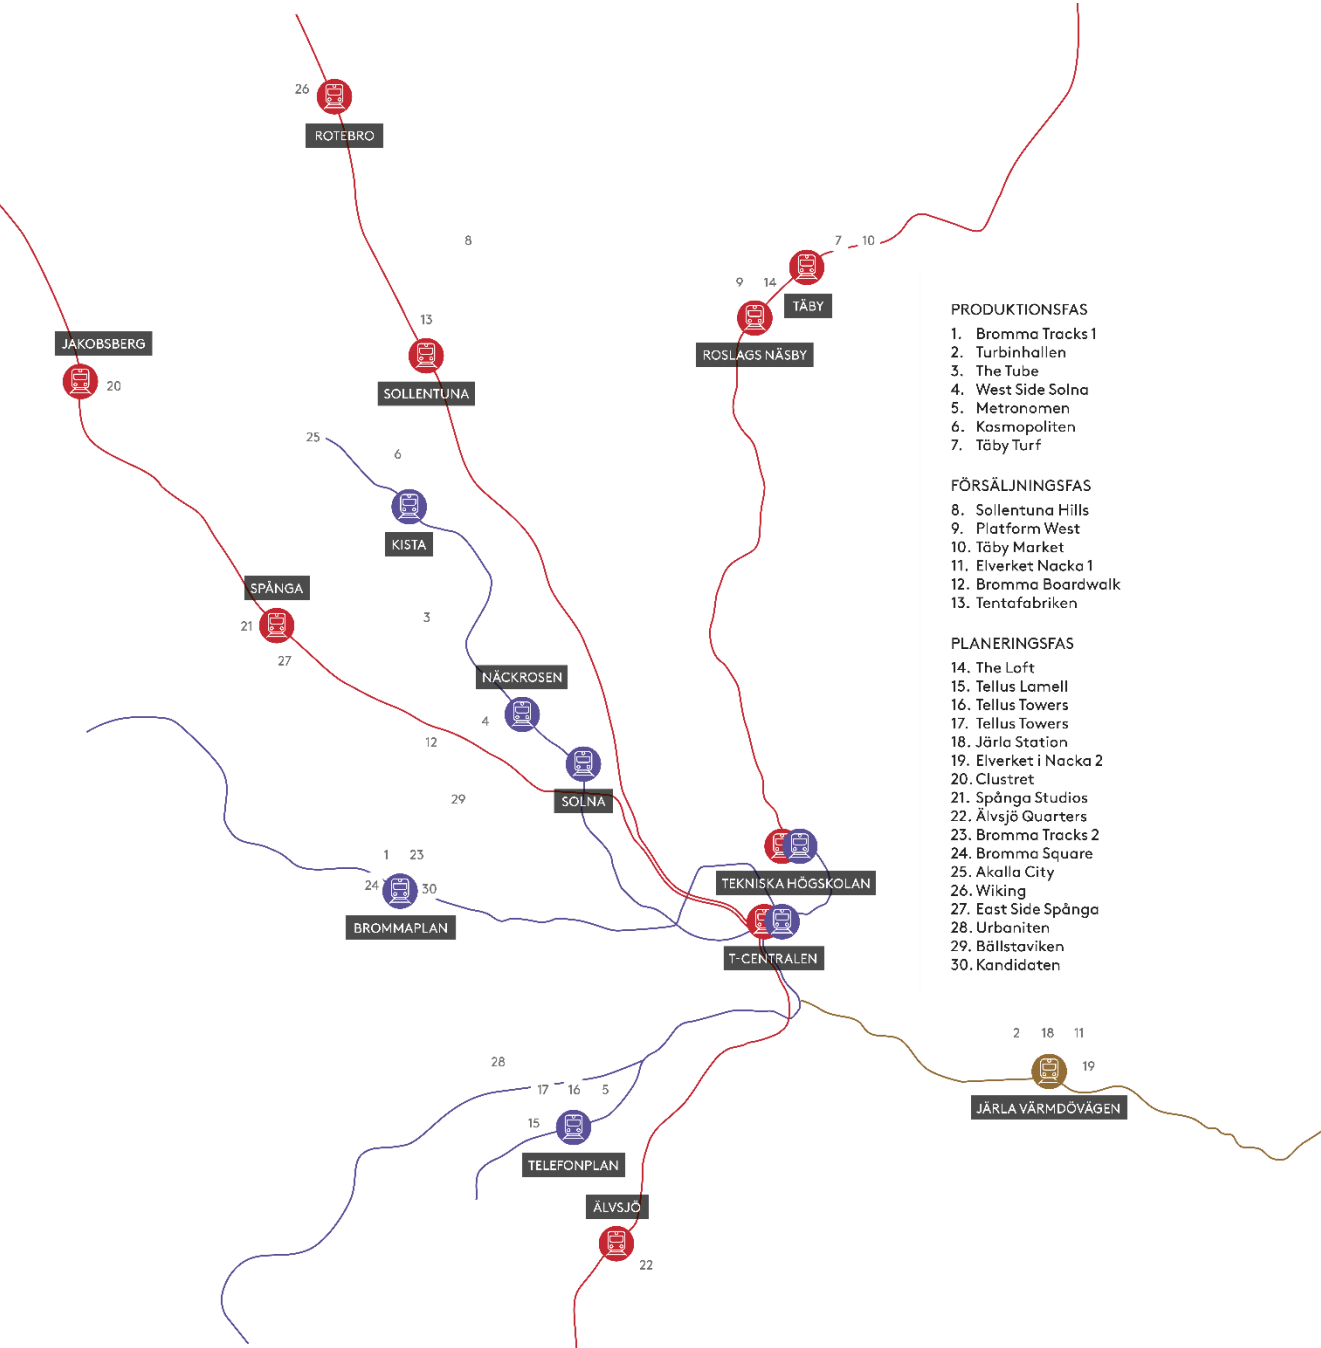 26
ROTEBRO
8
7 10
9 14
TÄBY
13
ROSLAGS NÄSBY
JAKOBSBERG
20
SOLLENTUNA
25
6
KISTA
SPÅNGA
21
3
27
NÄCKROSEN
4
12
29
SOLNA
1 23
24 30
BROMMAPLAN
TEKNISKA HÖGSKOLAN
T-CENTRALEN
2 18 11
19
JÄRLA VÄRMDÖVÄGEN
28
17 16 5
15
TELEFONPLAN
ÄLVSJÖ
22
PRODUKTIONSFAS
1. Bromma Tracks 1
2. Turbinhallen
3. The Tube
4. West Side Solna
5. Metronomen
6. Kosmopoliten
7. Täby Turf
FÖRSÄLJNINGSFAS
8. Sollentuna Hills
9. Platform West
10. Täby Market
11. Elverket Nacka 1
12. Bromma Boardwalk
13. Tentafabriken
PLANERINGSFAS
14. The Loft
15. Tellus Lamell
16. Tellus Towers
17. Tellus Towers
18. Järla Station
19. Elverket i Nacka 2
20. Clustret
21. Spånga Studios
22. Älvsjö Quarters
23. Bromma Tracks 2
24. Bromma Square
25. Akalla City
26. Wiking
27. East Side Spånga
28. Urbaniten
29. Bällstaviken
30. Kandidaten